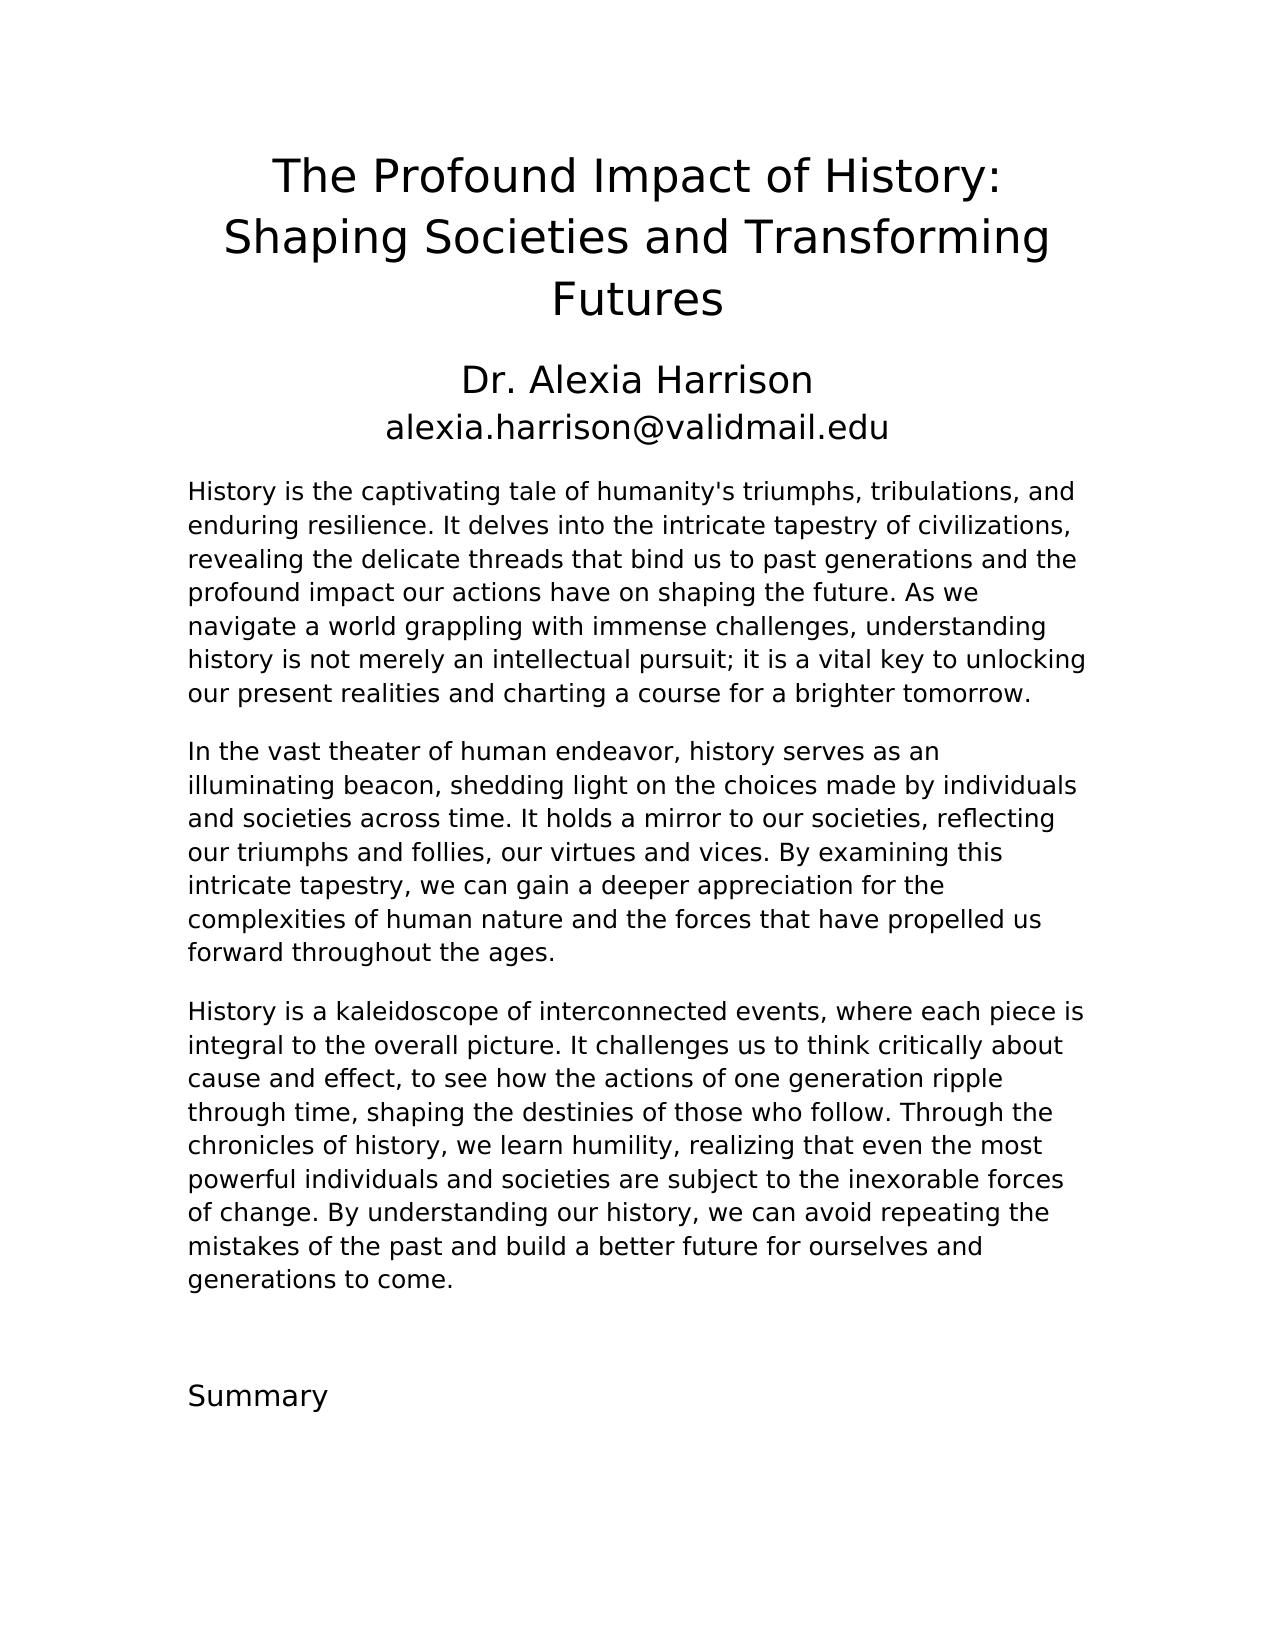 The Profound Impact of History:
Shaping Societies and Transforming
Futures
Dr. Alexia Harrison
alexia.harrison@validmail.edu
History is the captivating tale of humanity's triumphs, tribulations, and
enduring resilience. It delves into the intricate tapestry of civilizations,
revealing the delicate threads that bind us to past generations and the
profound impact our actions have on shaping the future. As we
navigate a world grappling with immense challenges, understanding
history is not merely an intellectual pursuit; it is a vital key to unlocking
our present realities and charting a course for a brighter tomorrow.
In the vast theater of human endeavor, history serves as an
illuminating beacon, shedding light on the choices made by individuals
and societies across time. It holds a mirror to our societies, reflecting
our triumphs and follies, our virtues and vices. By examining this
intricate tapestry, we can gain a deeper appreciation for the
complexities of human nature and the forces that have propelled us
forward throughout the ages.
History is a kaleidoscope of interconnected events, where each piece is
integral to the overall picture. It challenges us to think critically about
cause and effect, to see how the actions of one generation ripple
through time, shaping the destinies of those who follow. Through the
chronicles of history, we learn humility, realizing that even the most
powerful individuals and societies are subject to the inexorable forces
of change. By understanding our history, we can avoid repeating the
mistakes of the past and build a better future for ourselves and
generations to come.
Summary